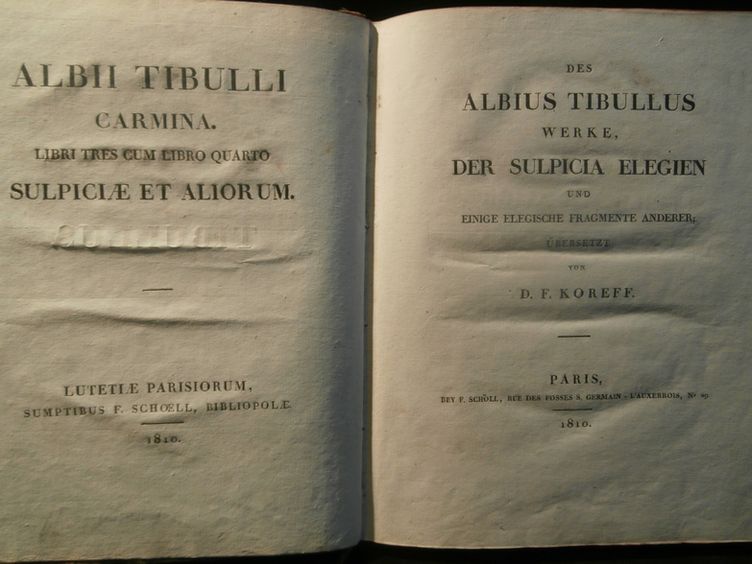 ALBII TIBULLI
CARMINA.
LIBRI TRES CUM LIBRO QUARTO
SULPICIÆ ET ALIORUM.
LUTETIÆ PARISIORUM,
SUMPTIBUS F. SCHOELL, BIBLIOPOLÆ
1810.
DES
ALBIUS TIBULLUS
WERKE,
DER SULPICIA ELEGIEN
UND
EINIGE ELEGISCHE FRAGMENTE ANDERER;
ÜBERSETZT
VON
D. F. KOREFF.
PARIS,
BEY F. SCHÖLL, RUE DES FOSSES S. GERMAIN-L'AUXERROIS, Nº 29.
1810.